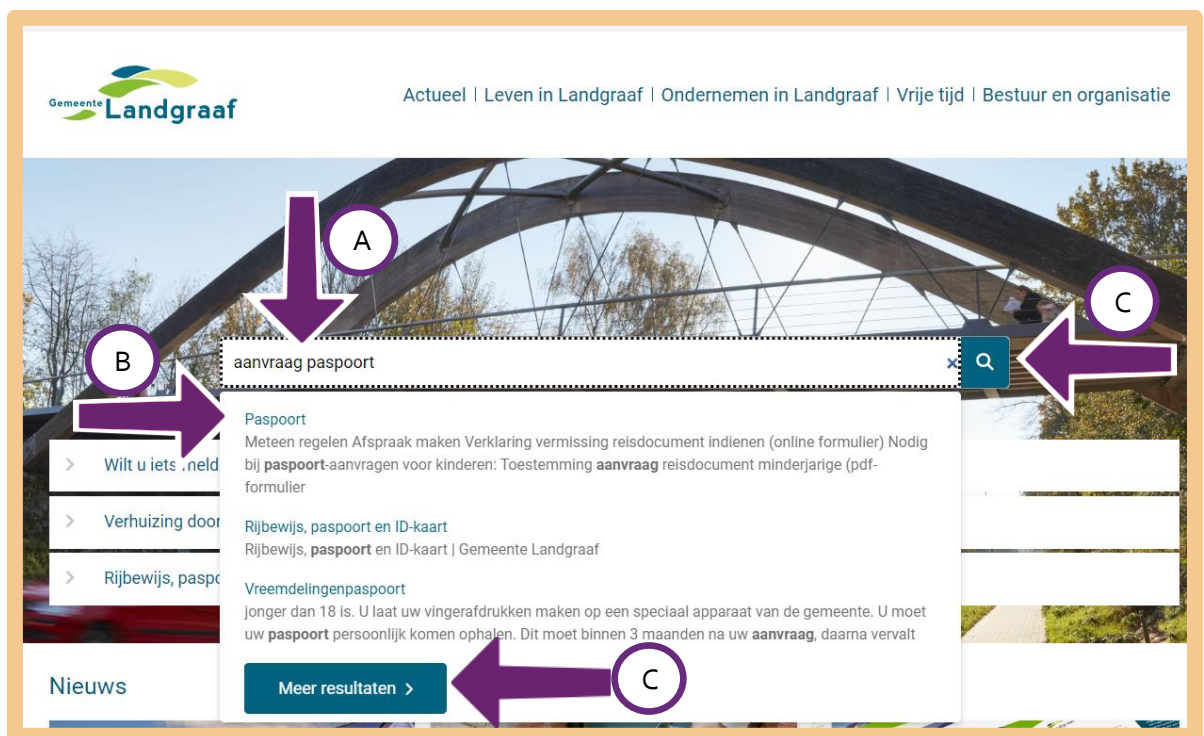 Gemeente
Landgraaf
Actueel | Leven in Landgraaf | Ondernemen in Landgraaf | Vrije tijd | Bestuur en organisatie
A
C
B
aanvraag paspoort
Paspoort
Meteen regelen Afspraak maken Verklaring vermissing reisdocument indienen (online formulier) Nodig
bij paspoort-aanvragen voor kinderen: Toestemming aanvraag reisdocument minderjarige (pdf-
formulier
Wilt u iets meld
Verhuizing door
Rijbewijs, paspo
Rijbewijs, paspoort en ID-kaart
Rijbewijs, paspoort en ID-kaart | Gemeente Landgraaf
Vreemdelingenpaspoort
jonger dan 18 is. U laat uw vingerafdrukken maken op een speciaal apparaat van de gemeente. U moet
uw paspoort persoonlijk komen ophalen. Dit moet binnen 3 maanden na uw aanvraag, daarna vervalt
Meer resultaten
C
Nieuws